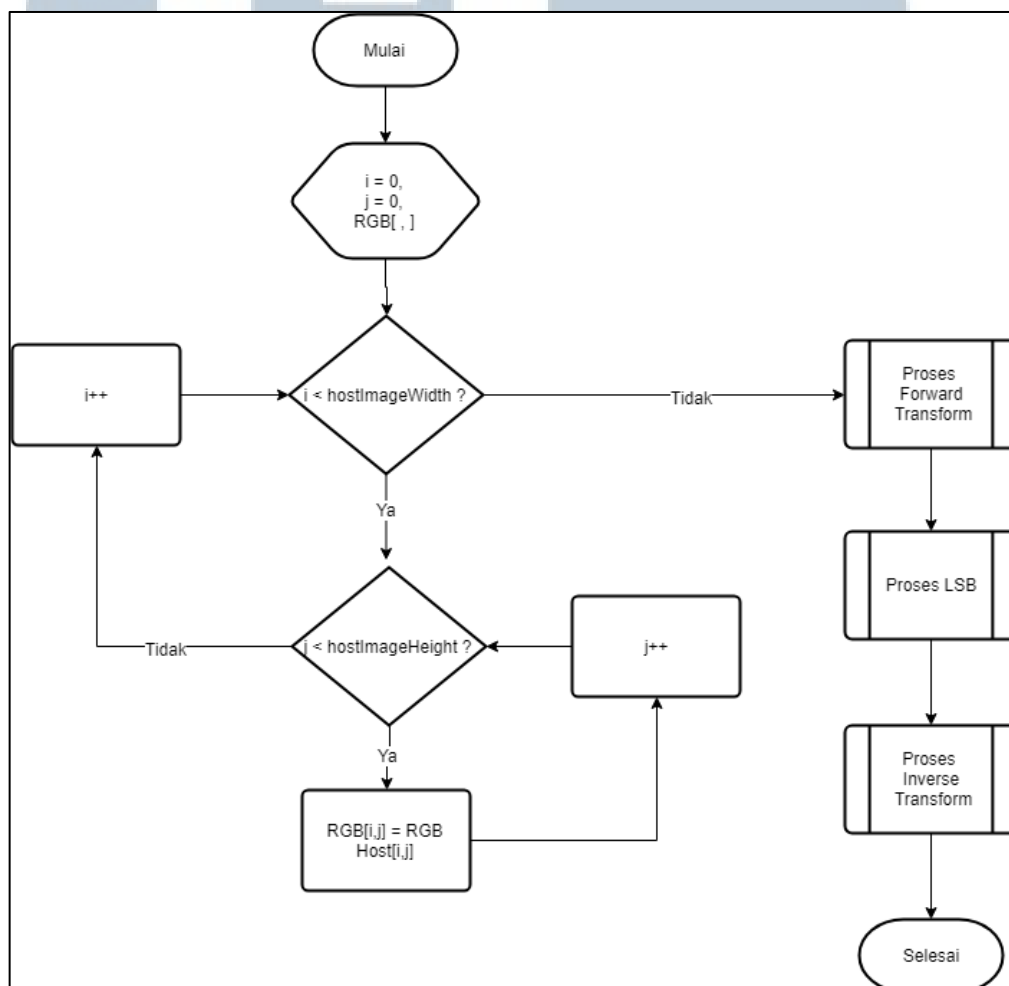 Mulai
i = 0,
j = 0,
RGB[ , ]
i++
i < hostImageWidth ?
Tidak
Proses
Forward
Transform
Ya
Proses LSB
j < hostImageHeight ?
Tidak
j++
Ya
Proses
Inverse
Transform
RGB[i,j] = RGB
Host[i,j]
Selesai